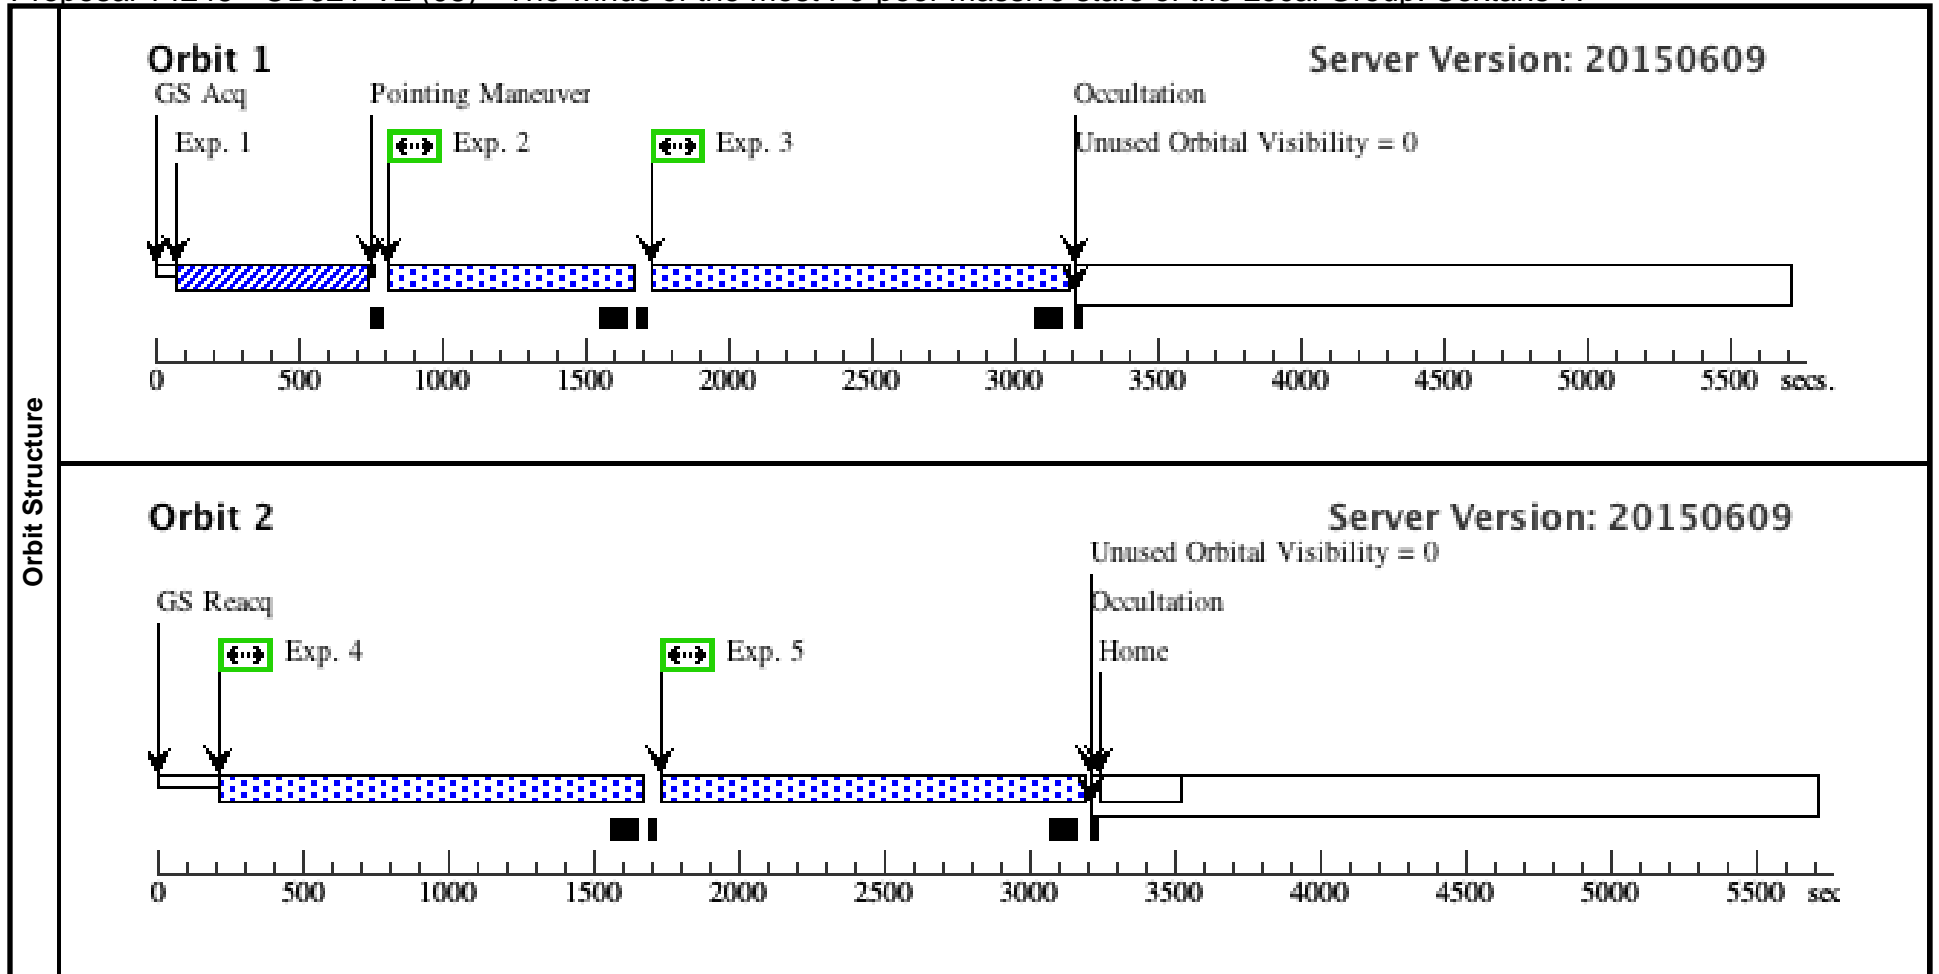 Orbit Structure
Orbit 1
Server Version: 20150609
GS Acq
Pointing Maneuver
Occultation
Exp. 1
Exp. 2
Exp. 3
Unused Orbital Visibility = 0
0 500 1000 1500 2000 2500 3000 3500 4000 4500 5000 5500 secs.
Orbit 2
Server Version: 20150609
Unused Orbital Visibility = 0
GS Reacq
Occultation
Exp. 4
Exp. 5
Home
0 500 1000 1500 2000 2500 3000 3500 4000 4500 5000 5500 sec